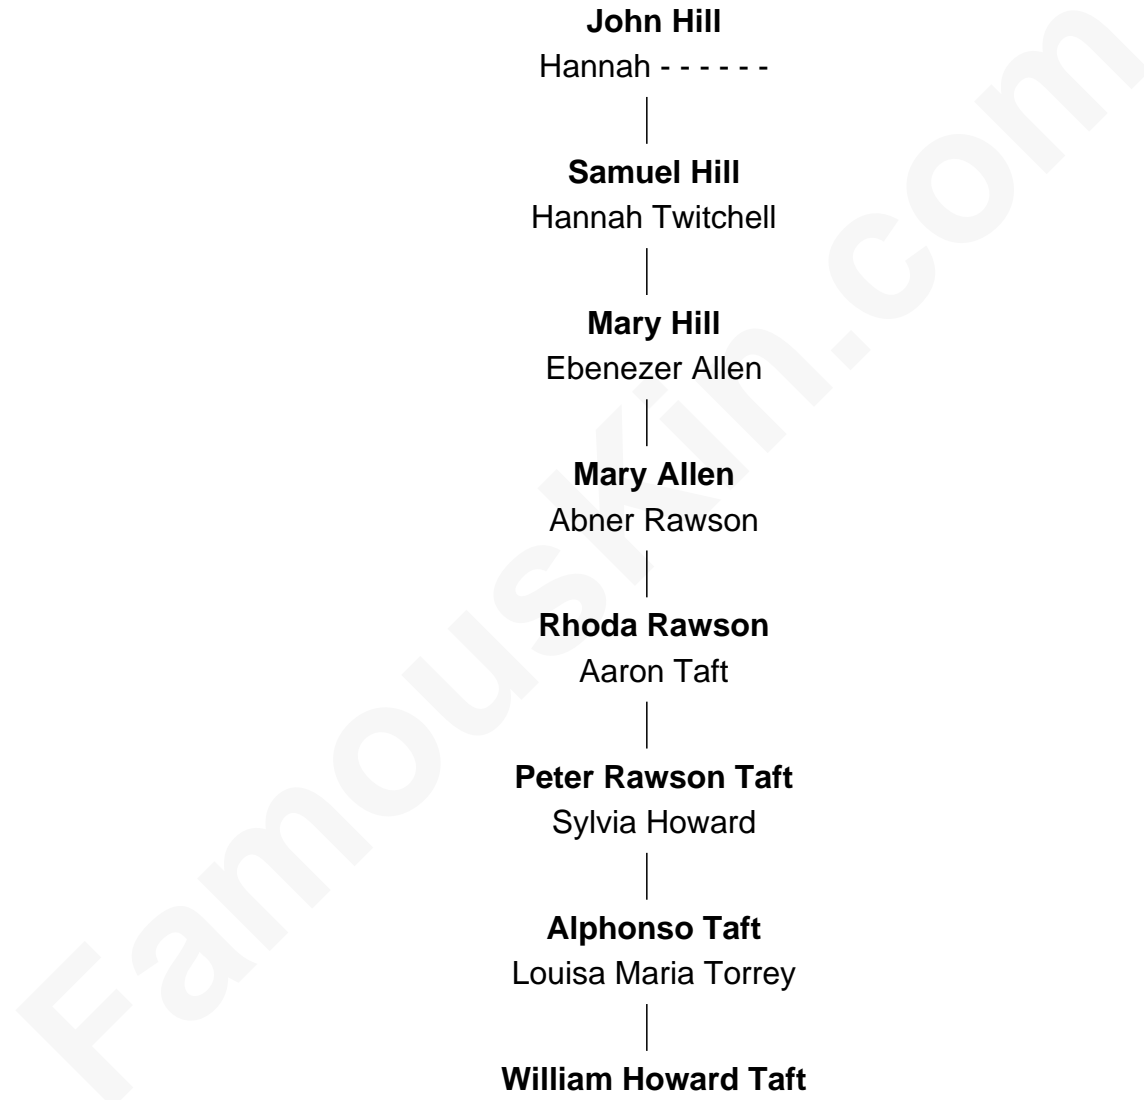 John Hill
Hannah - - - - - -
Samuel Hill
Hannah Twitchell
Mary Hill
Ebenezer Allen
Mary Allen
Abner Rawson
Rhoda Rawson
Aaron Taft
Peter Rawson Taft
Sylvia Howard
Alphonso Taft
Louisa Maria Torrey
William Howard Taft
FamousKin.com